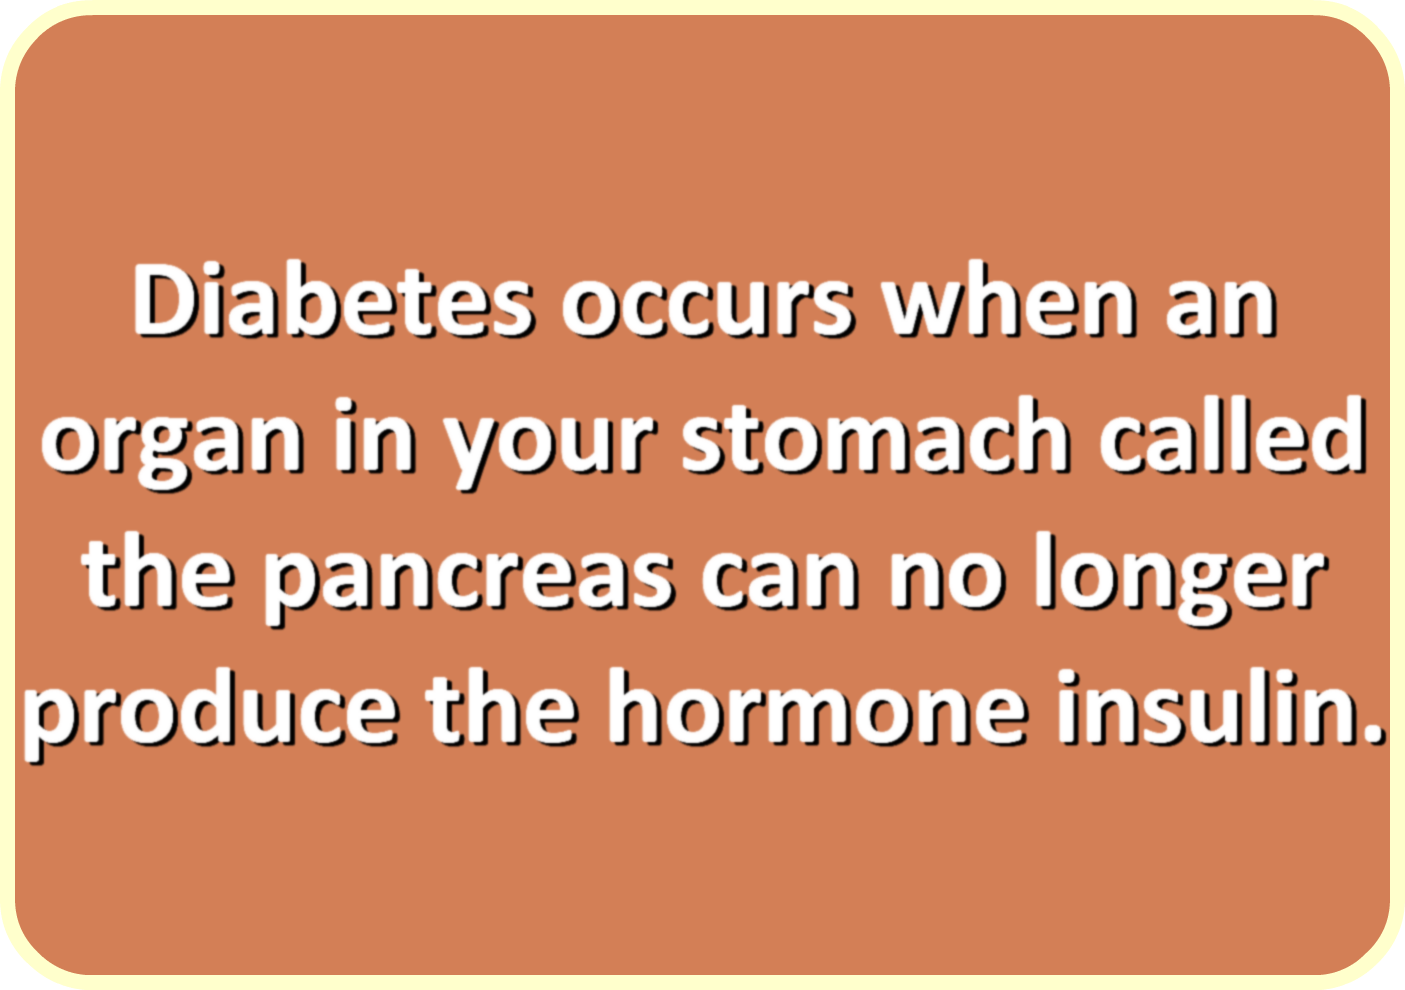 Diabetes occurs when an
organ in your stomach called
the pancreas can no longer
produce the hormone insulin.